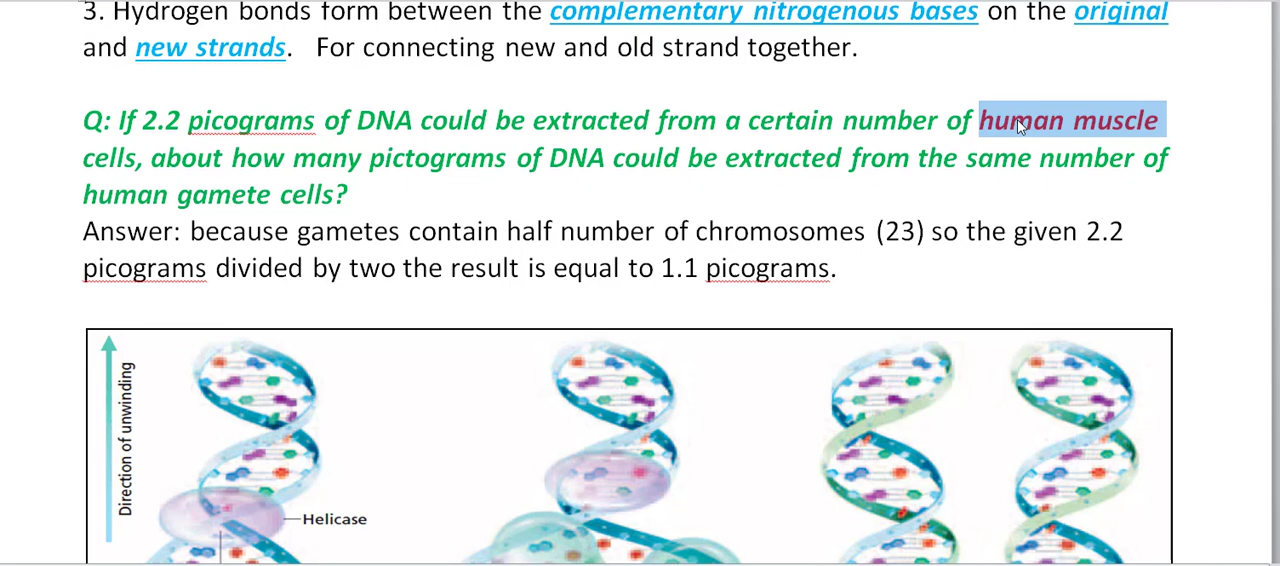 3. Hydrogen bonds form between the complementary nitrogenous bases on the original
and new strands.   For connecting new and old strand together.
Q: If 2.2 picograms of DNA could be extracted from a certain number of human muscle
cells, about how many pictograms of DNA could be extracted from the same number of
human gamete cells?
Answer: because gametes contain half number of chromosomes (23) so the given 2.2
picograms divided by two the result is equal to 1.1 picograms.
Direction of unwinding
Helicase